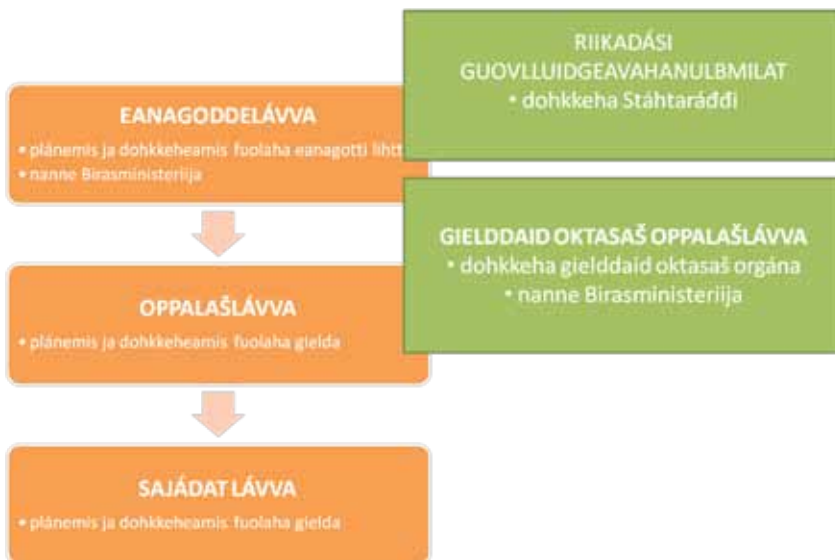 RIIKADÁSI
GUOVLLUIDGEAVAHANULBMILAT
• dohkkeha Stáhtaráđđi
EANAGODDELÁVVA
• plánemis ja dohkkeheamis fuolaha eanagotti
• nanne Birasministeriija
GIELDDAID OKTASAŠ OPPALAŠLÁVVA
• dohkkeha gielddaid oktasaš orgána
• nanne Birasministeriija
OPPALAŠLÁVVA
• plánemis ja dohkkeheamis fuolaha gielda
SAJÁDAT LÁVVA
• plánemis ja dohkkeheamis fuolaha gielda